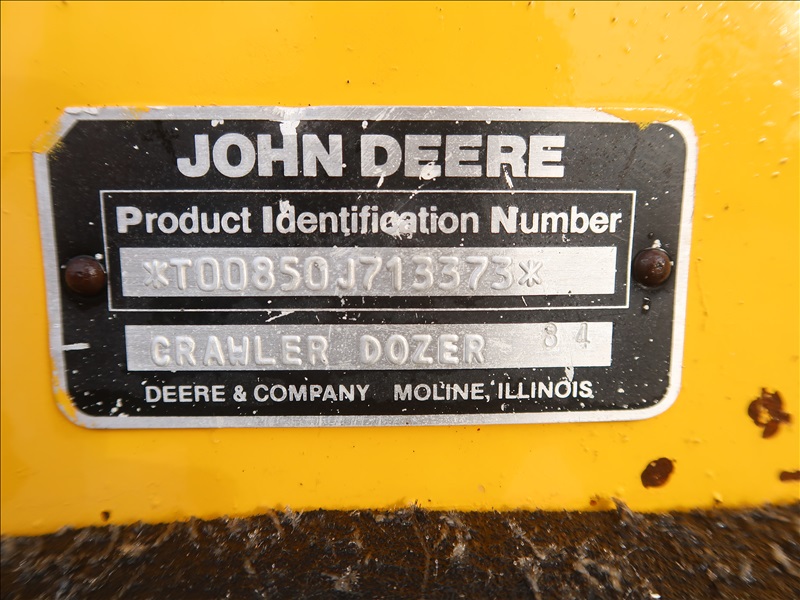 JOHN DEERE
Product Identification Number
*T00850J713373*
CRAWLER DOZER 84
DEERE & COMPANY MOLINE, ILLINOIS